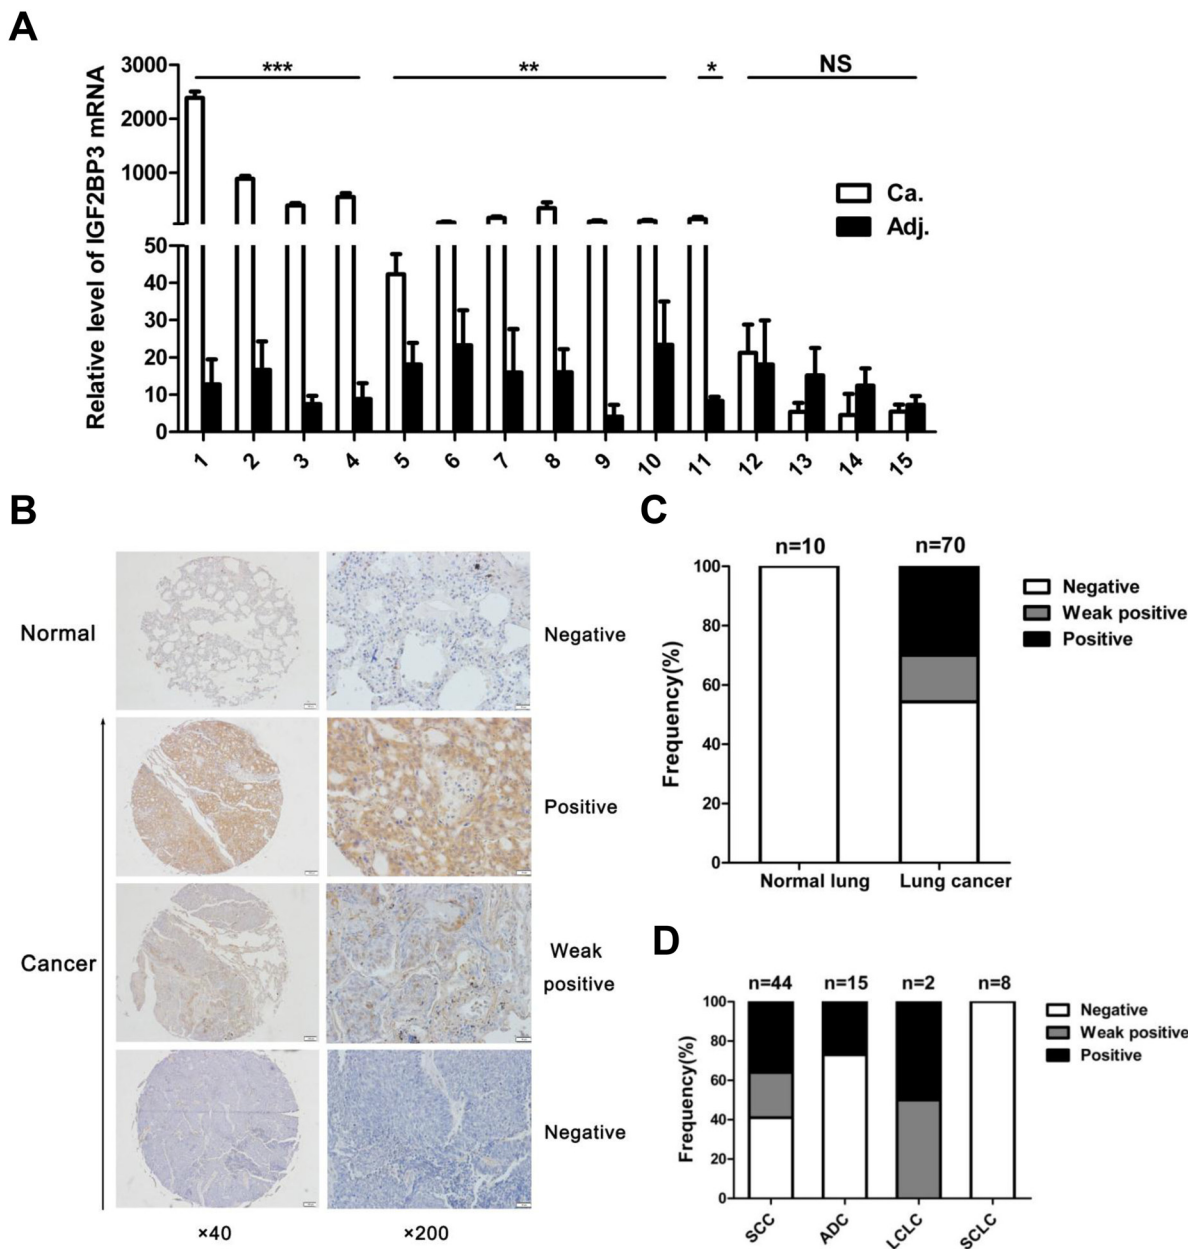 A
Relative level of IGF2BP3 mRNA
3000
2000
1000
50
40
30
20
10
0
***
**
*
NS
Ca.
Adj.
1 2 3 4 5 6 7 8 9 10 11 12 13 14 15
B
Normal
Negative
Positive
Cancer
Weak
positive
Negative
×40 ×200
C
n=10 n=70
Frequency(%)
100
80
60
40
20
0
Normal lung Lung cancer
Negative
Weak positive
Positive
D
n=44 n=15 n=2 n=8
Frequency(%)
100
80
60
40
20
0
SCC ADC LCLC SCLC
Negative
Weak positive
Positive